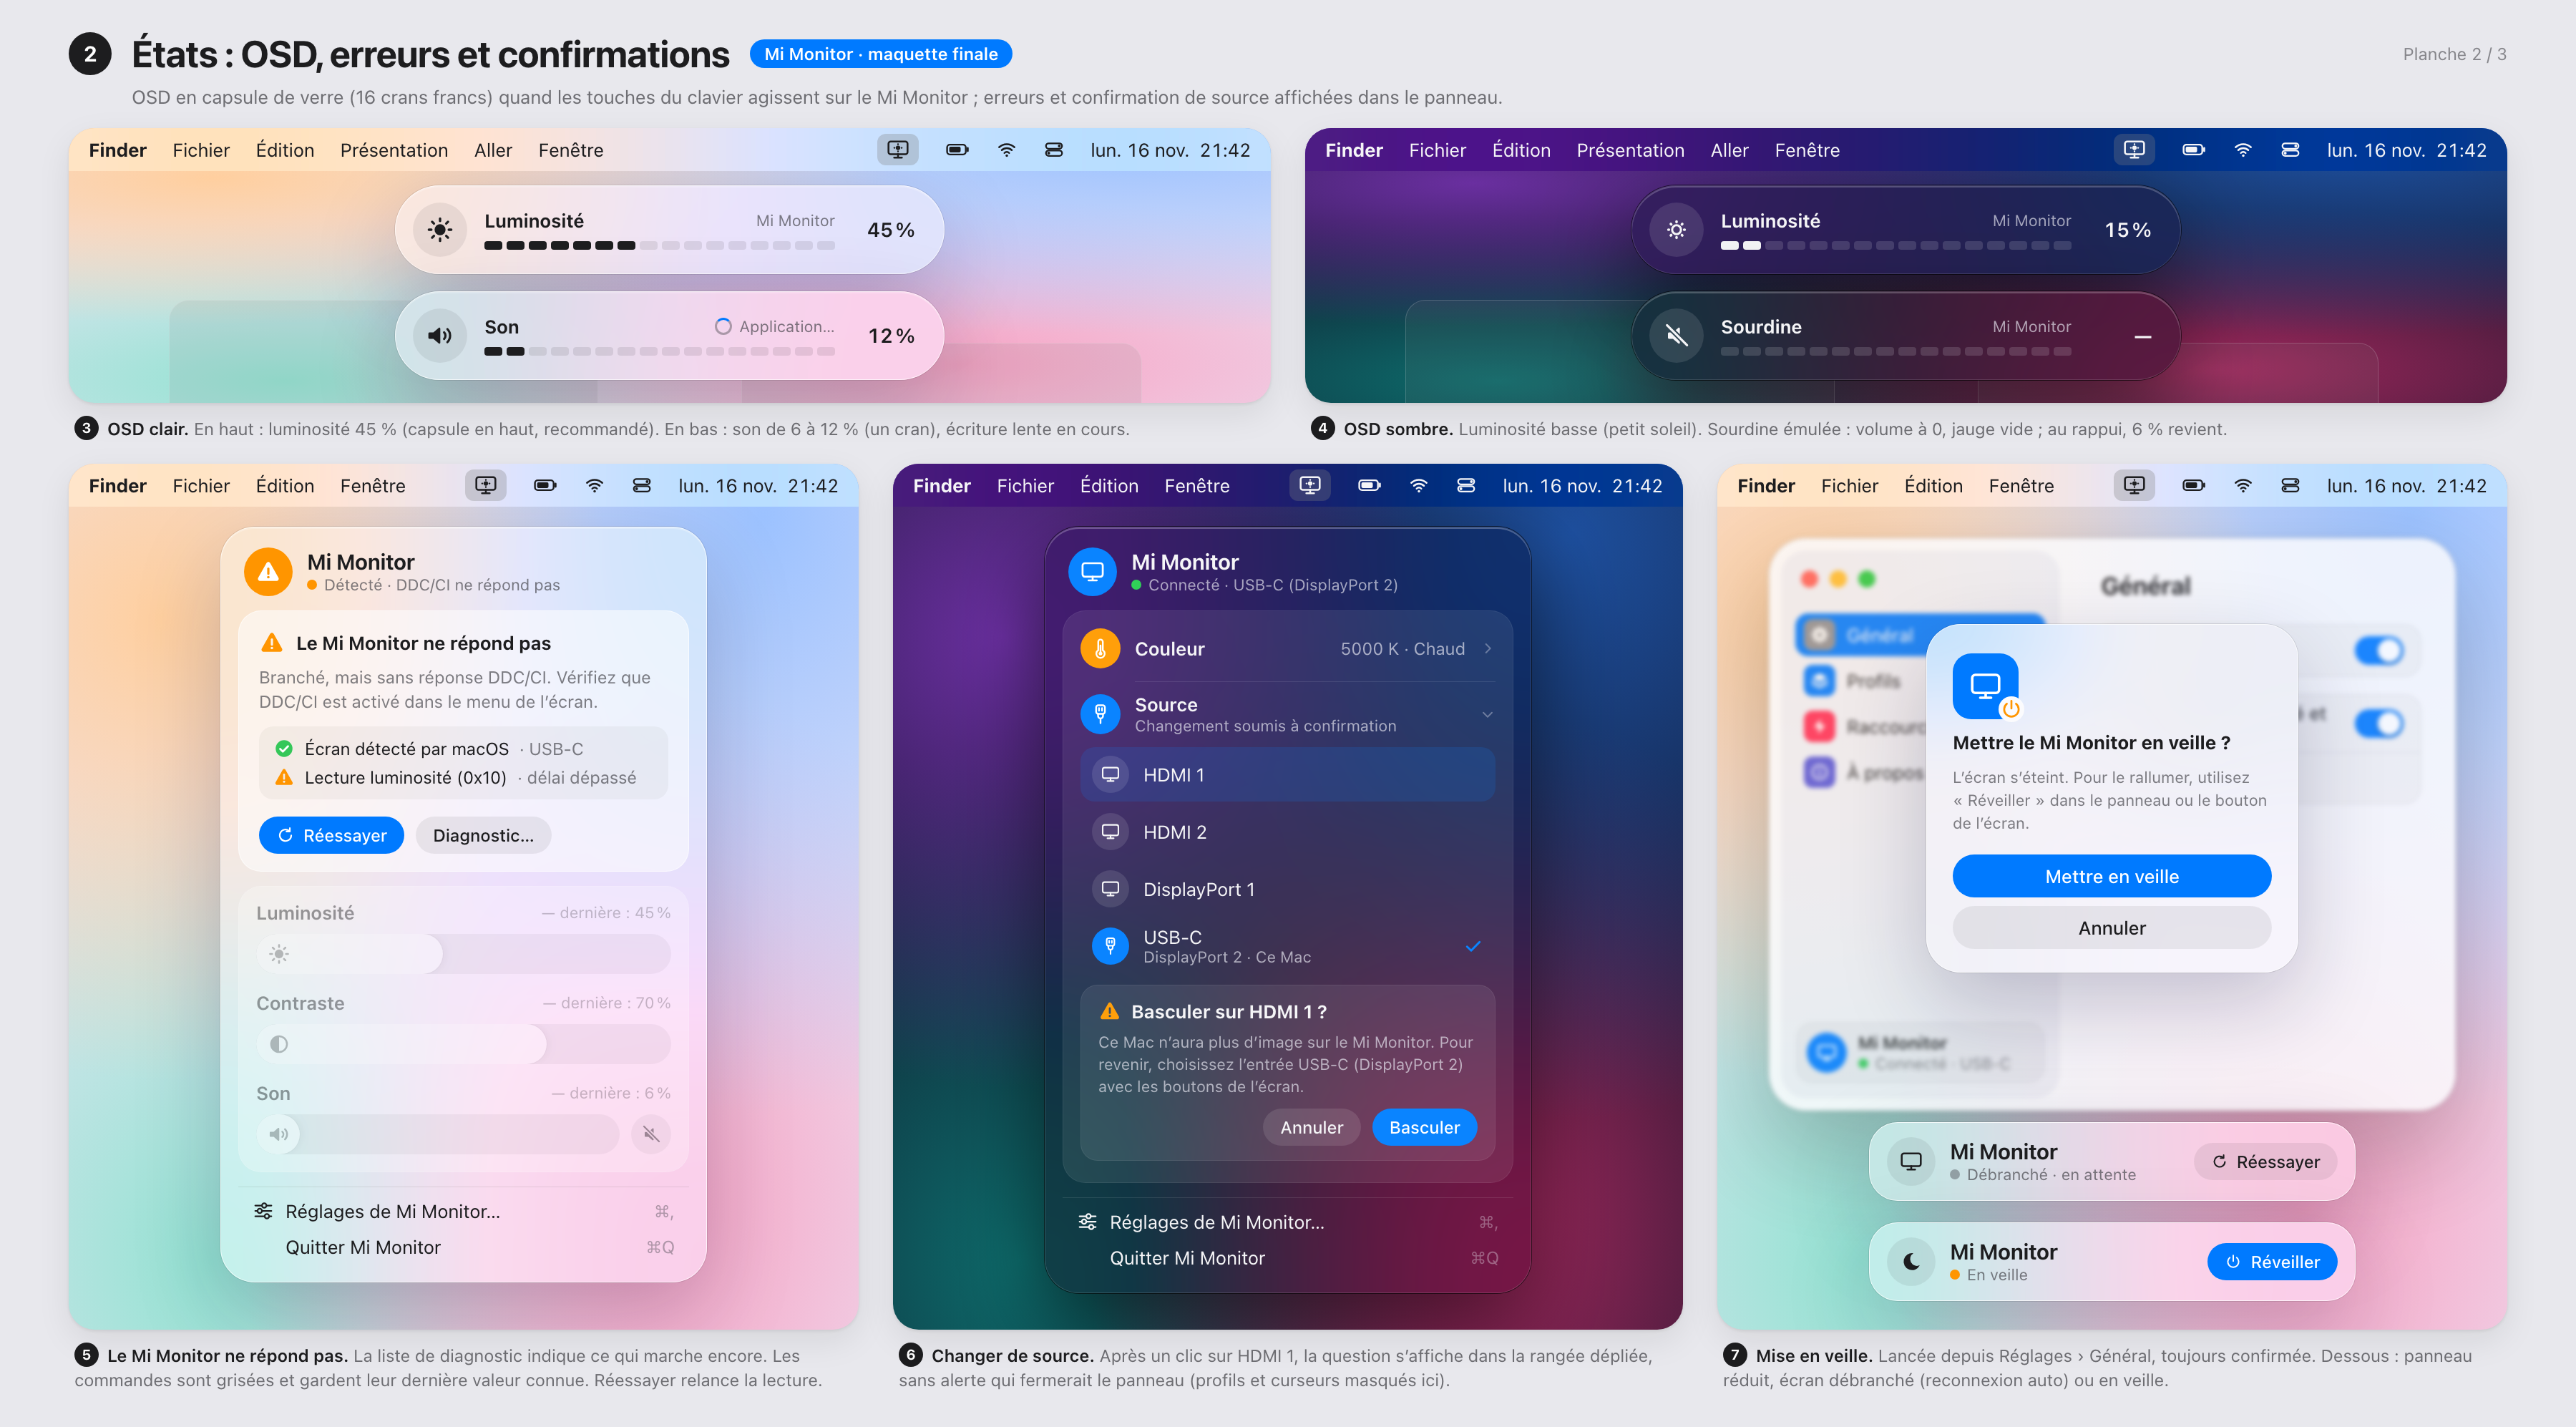 2 États : OSD, erreurs et confirmations Mi Monitor · maquette finale Planche 2 / 3
OSD en capsule de verre (16 crans francs) quand les touches du clavier agissent sur le Mi Monitor ; erreurs et confirmation de source affichées dans le panneau.
Finder Fichier Édition Présentation Aller Fenêtre lun. 16 nov. 21:42
Luminosité Mi Monitor 45 %
Son Application… 12 %
3 OSD clair. En haut : luminosité 45 % (capsule en haut, recommandé). En bas : son de 6 à 12 % (un cran), écriture lente en cours.
Finder Fichier Édition Présentation Aller Fenêtre lun. 16 nov. 21:42
Luminosité Mi Monitor 15 %
Sourdine Mi Monitor —
4 OSD sombre. Luminosité basse (petit soleil). Sourdine émulée : volume à 0, jauge vide ; au rappui, 6 % revient.
Finder Fichier Édition Fenêtre lun. 16 nov. 21:42
Mi Monitor
Détecté · DDC/CI ne répond pas
Le Mi Monitor ne répond pas
Branché, mais sans réponse DDC/CI. Vérifiez que
DDC/CI est activé dans le menu de l’écran.
Écran détecté par macOS · USB-C
Lecture luminosité (0x10) · délai dépassé
Réessayer Diagnostic…
Luminosité — dernière : 45 %
Contraste — dernière : 70 %
Son — dernière : 6 %
Réglages de Mi Monitor… ⌘,
Quitter Mi Monitor ⌘Q
5 Le Mi Monitor ne répond pas. La liste de diagnostic indique ce qui marche encore. Les
commandes sont grisées et gardent leur dernière valeur connue. Réessayer relance la lecture.
Finder Fichier Édition Fenêtre lun. 16 nov. 21:42
Mi Monitor
Connecté · USB-C (DisplayPort 2)
Couleur 5000 K · Chaud
Source
Changement soumis à confirmation
HDMI 1
HDMI 2
DisplayPort 1
USB-C
DisplayPort 2 · Ce Mac
Basculer sur HDMI 1 ?
Ce Mac n’aura plus d’image sur le Mi Monitor. Pour
revenir, choisissez l’entrée USB-C (DisplayPort 2)
avec les boutons de l’écran.
Annuler Basculer
Réglages de Mi Monitor… ⌘,
Quitter Mi Monitor ⌘Q
6 Changer de source. Après un clic sur HDMI 1, la question s’affiche dans la rangée dépliée,
sans alerte qui fermerait le panneau (profils et curseurs masqués ici).
Finder Fichier Édition Fenêtre lun. 16 nov. 21:42
Général
Général
Profils
Raccourc
À propos
et
Mettre le Mi Monitor en veille ?
L’écran s’éteint. Pour le rallumer, utilisez
« Réveiller » dans le panneau ou le bouton
de l’écran.
Mettre en veille
Annuler
Mi Monitor
Connecté · USB-C
Mi Monitor
Débranché · en attente
Réessayer
Mi Monitor
En veille
Réveiller
7 Mise en veille. Lancée depuis Réglages › Général, toujours confirmée. Dessous : panneau
réduit, écran débranché (reconnexion auto) ou en veille.